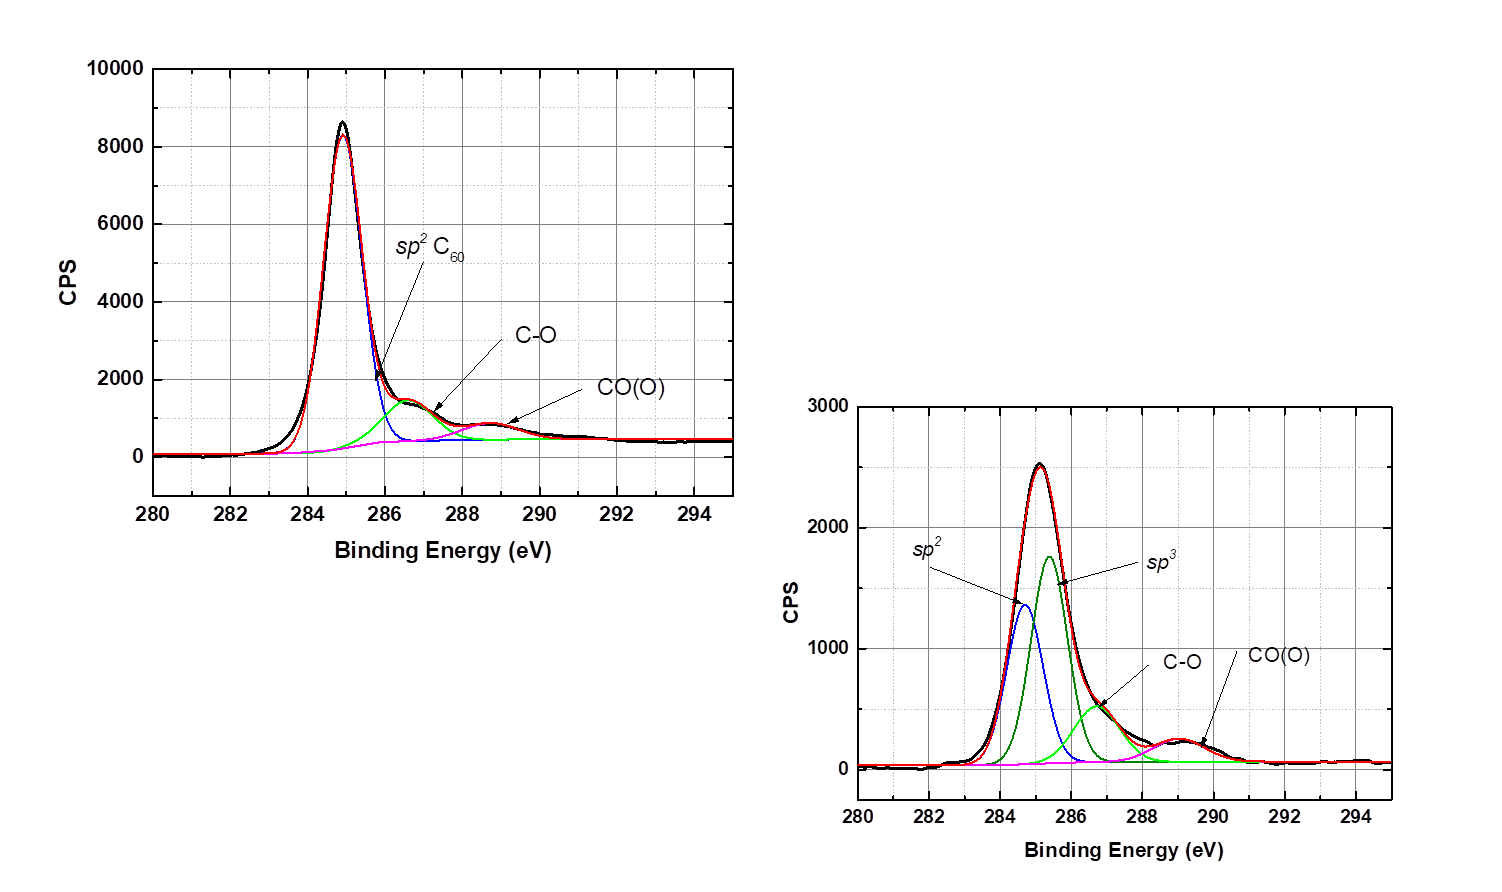 10000
8000
6000
4000
2000
0
CPS
sp² C₆₀
C-O
CO(O)
280 282 284 286 288 290 292 294
Binding Energy (eV)
3000
2000
1000
0
CPS
sp²
sp³
C-O
CO(O)
280 282 284 286 288 290 292 294
Binding Energy (eV)